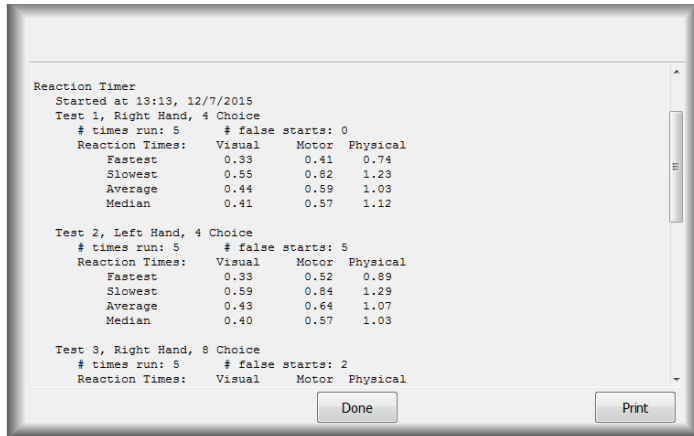 Reaction Timer
Started at 13:13, 12/7/2015
Test 1, Right Hand, 4 Choice
# times run: 5 # false starts: 0
Reaction Times: Visual Motor Physical
Fastest 0.33 0.41 0.74
Slowest 0.55 0.82 1.23
Average 0.44 0.59 1.03
Median 0.41 0.57 1.12
Test 2, Left Hand, 4 Choice
# times run: 5 # false starts: 5
Reaction Times: Visual Motor Physical
Fastest 0.33 0.52 0.89
Slowest 0.59 0.84 1.29
Average 0.43 0.64 1.07
Median 0.40 0.57 1.03
Test 3, Right Hand, 8 Choice
# times run: 5 # false starts: 2
Reaction Times: Visual Motor Physical
Done Print